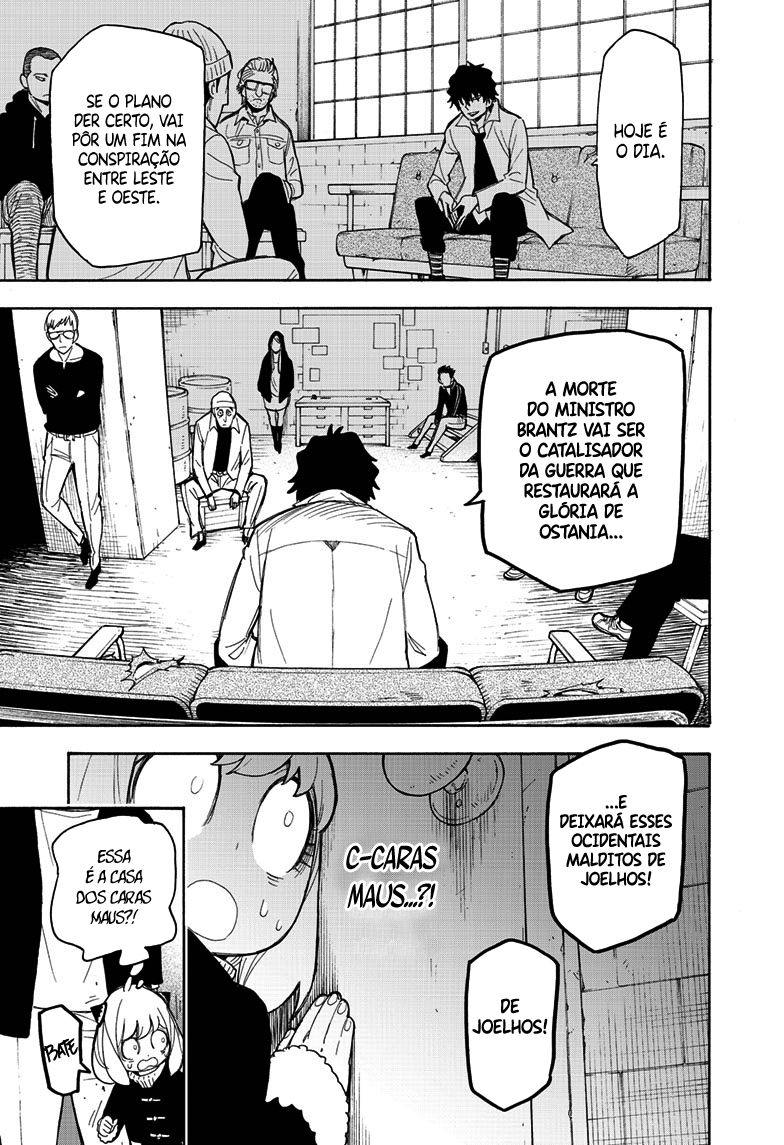 HOJE É
O DIA.
SE O PLANO
DER CERTO, VAI
PÔR UM FIM NA
CONSPIRAÇÃO
ENTRE LESTE
E OESTE.
A MORTE
DO MINISTRO
BRANTZ VAI SER
O CATALISADOR
DA GUERRA QUE
RESTAURARÁ A
GLÓRIA DE
OSTANIA...
...E
DEIXARÁ ESSES
OCIDENTAIS
MALDITOS DE
JOELHOS!
DE
JOELHOS!
C-CARAS
MAUS...?!
ESSA
É A CASA
DOS CARAS
MAUS?!
BATE